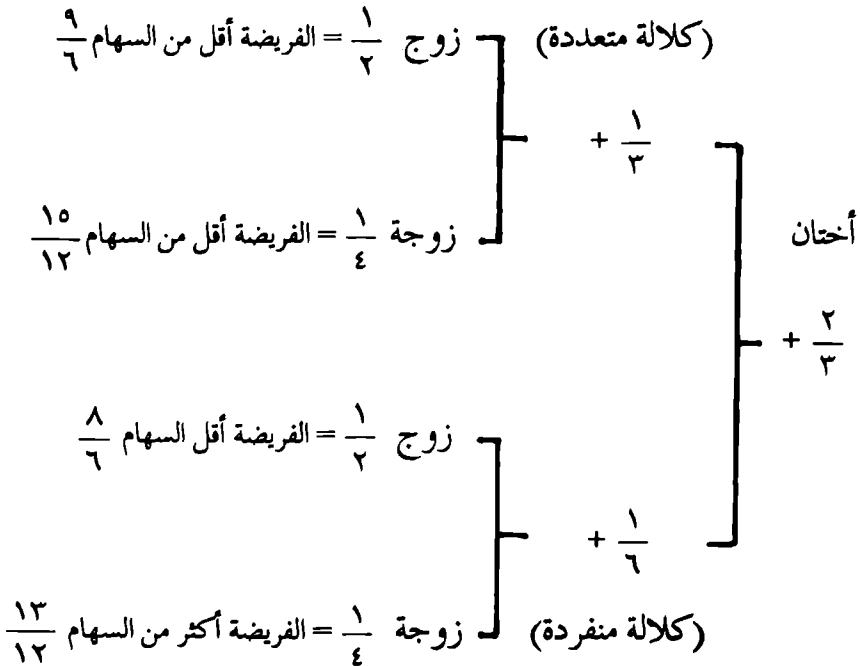 (كلالة متعددة) زوج ١/٢ = الفريضة أقل من السهام ٩/٦
١/٣ +
أختان زوجة ١/٤ = الفريضة أقل من السهام ١٥/١٢
٢/٣ +
زوج ١/٢ = الفريضة أقل السهام ٨/٦
١/٦ +
(كلالة منفردة) زوجة ١/٤ = الفريضة أكثر من السهام ١٣/١٢